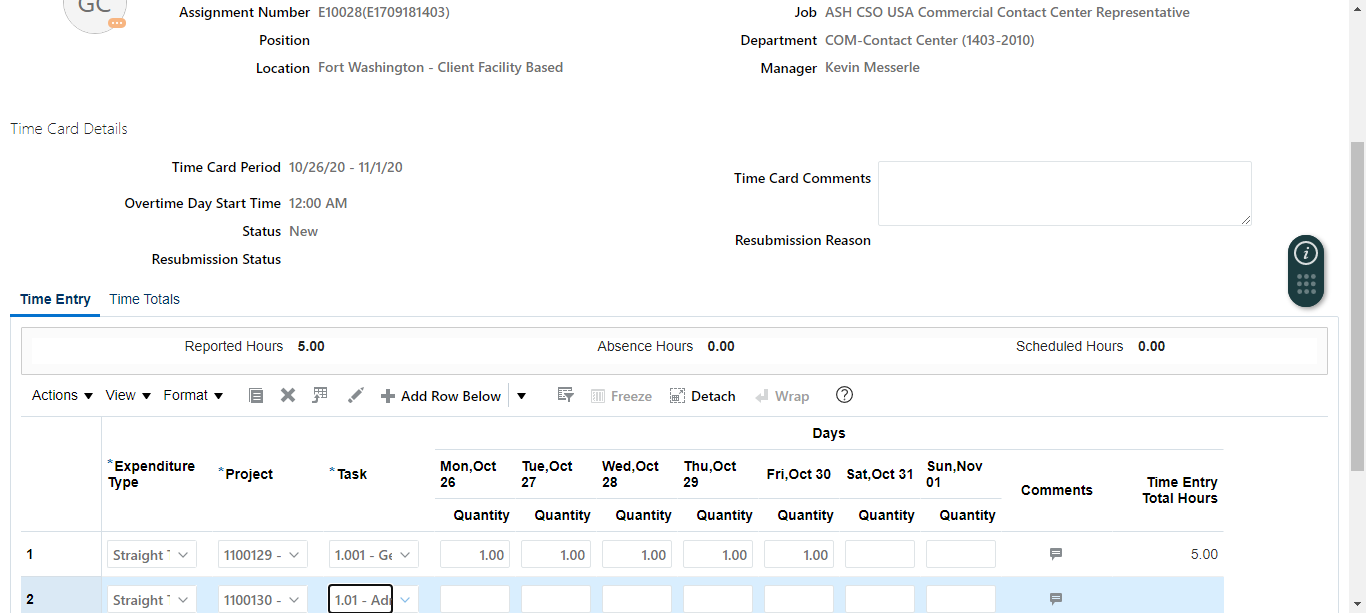 GC
Assignment Number E10028(E1709181403)
Job ASH CSO USA Commercial Contact Center Representative
Position
Department COM-Contact Center (1403-2010)
Location Fort Washington - Client Facility Based
Manager Kevin Messerle
Time Card Details
Time Card Period 10/26/20 - 11/1/20
Time Card Comments
Overtime Day Start Time 12:00 AM
Status New
Resubmission Reason
Resubmission Status
Time Entry Time Totals
Reported Hours 5.00 Absence Hours 0.00 Scheduled Hours 0.00
Actions View Format Add Row Below Freeze Detach Wrap
Days
*Expenditure Type *Project *Task Mon,Oct 26 Tue,Oct 27 Wed,Oct 28 Thu,Oct 29 Fri,Oct 30 Sat,Oct 31 Sun,Nov 01 Comments Time Entry Total Hours
Quantity Quantity Quantity Quantity Quantity Quantity Quantity
1 Straight 1100129 - 1.001 - Ge 1.00 1.00 1.00 1.00 1.00 5.00
2 Straight 1100130 - 1.01 - Adr